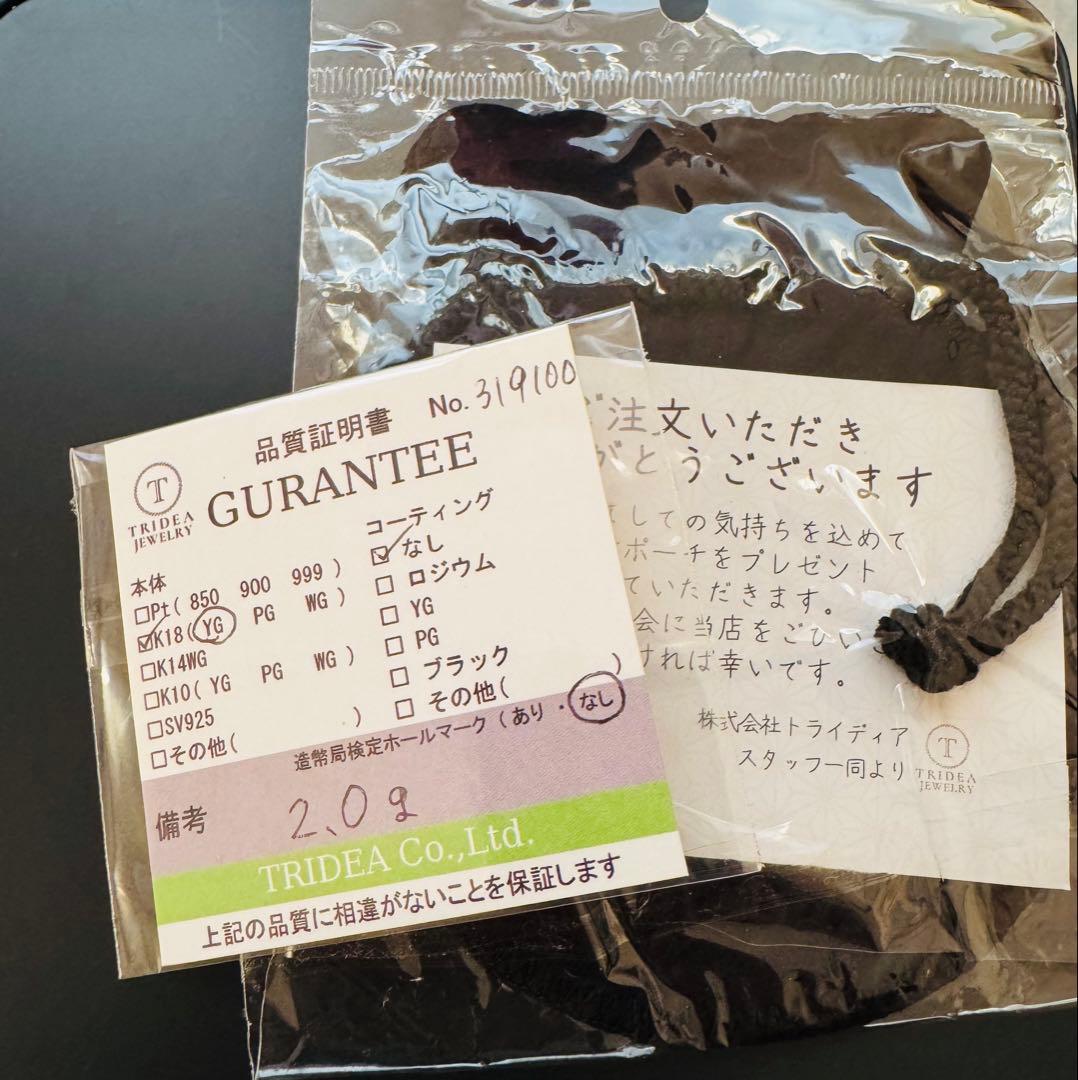 品質証明書 No.319100
T
TRIDEA
JEWELRY
GURANTEE
本体
□Pt( 850 900 999 )
☑K18( YG PG WG )
□K14WG
□K10( YG PG WG )
□SV925
□その他( )
コーティング
☑なし
□ロジウム
□YG
□PG
□ブラック
□その他( )
造幣局検定ホールマーク (あり ・ なし
備考 2.0g
TRIDEA Co.,Ltd.
上記の品質に相違がないことを保証します
ご注文いただき
がとうございます
しての気持ちを込めて
ポーチをプレゼント
ていただきます。
会に当店をごひい
ければ幸いです。
株式会社トライディア
スタッフ一同より
T
TRIDEA
JEWELRY